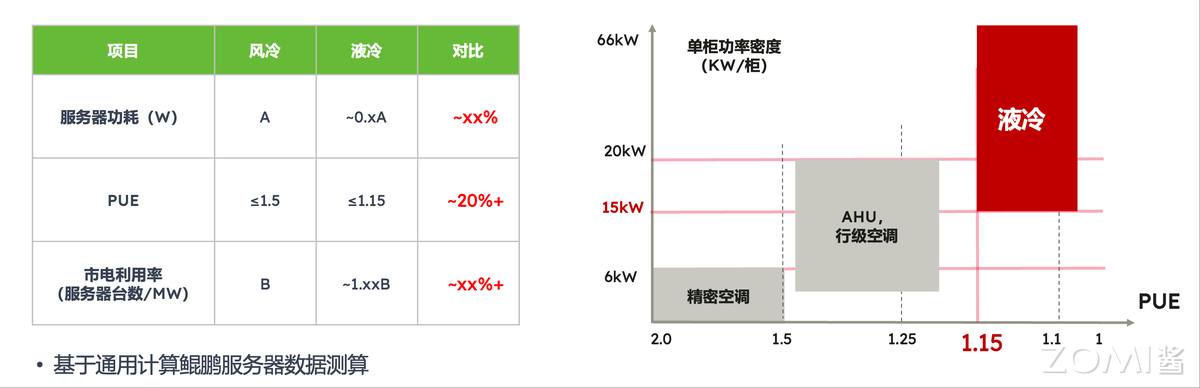 项目 风冷 液冷 对比
服务器功耗（W） A ~0.xA ~xx%
PUE ≤1.5 ≤1.15 ~20%+
市电利用率
（服务器台数/MW） B ~1.xxB ~xx%+
• 基于通用计算鲲鹏服务器数据测算
66kW
单柜功率密度
（KW/柜）
液冷
20kW
15kW
AHU，
行级空调
6kW
精密空调
PUE
2.0 1.5 1.25 1.15 1.1 1
ZOMI酱